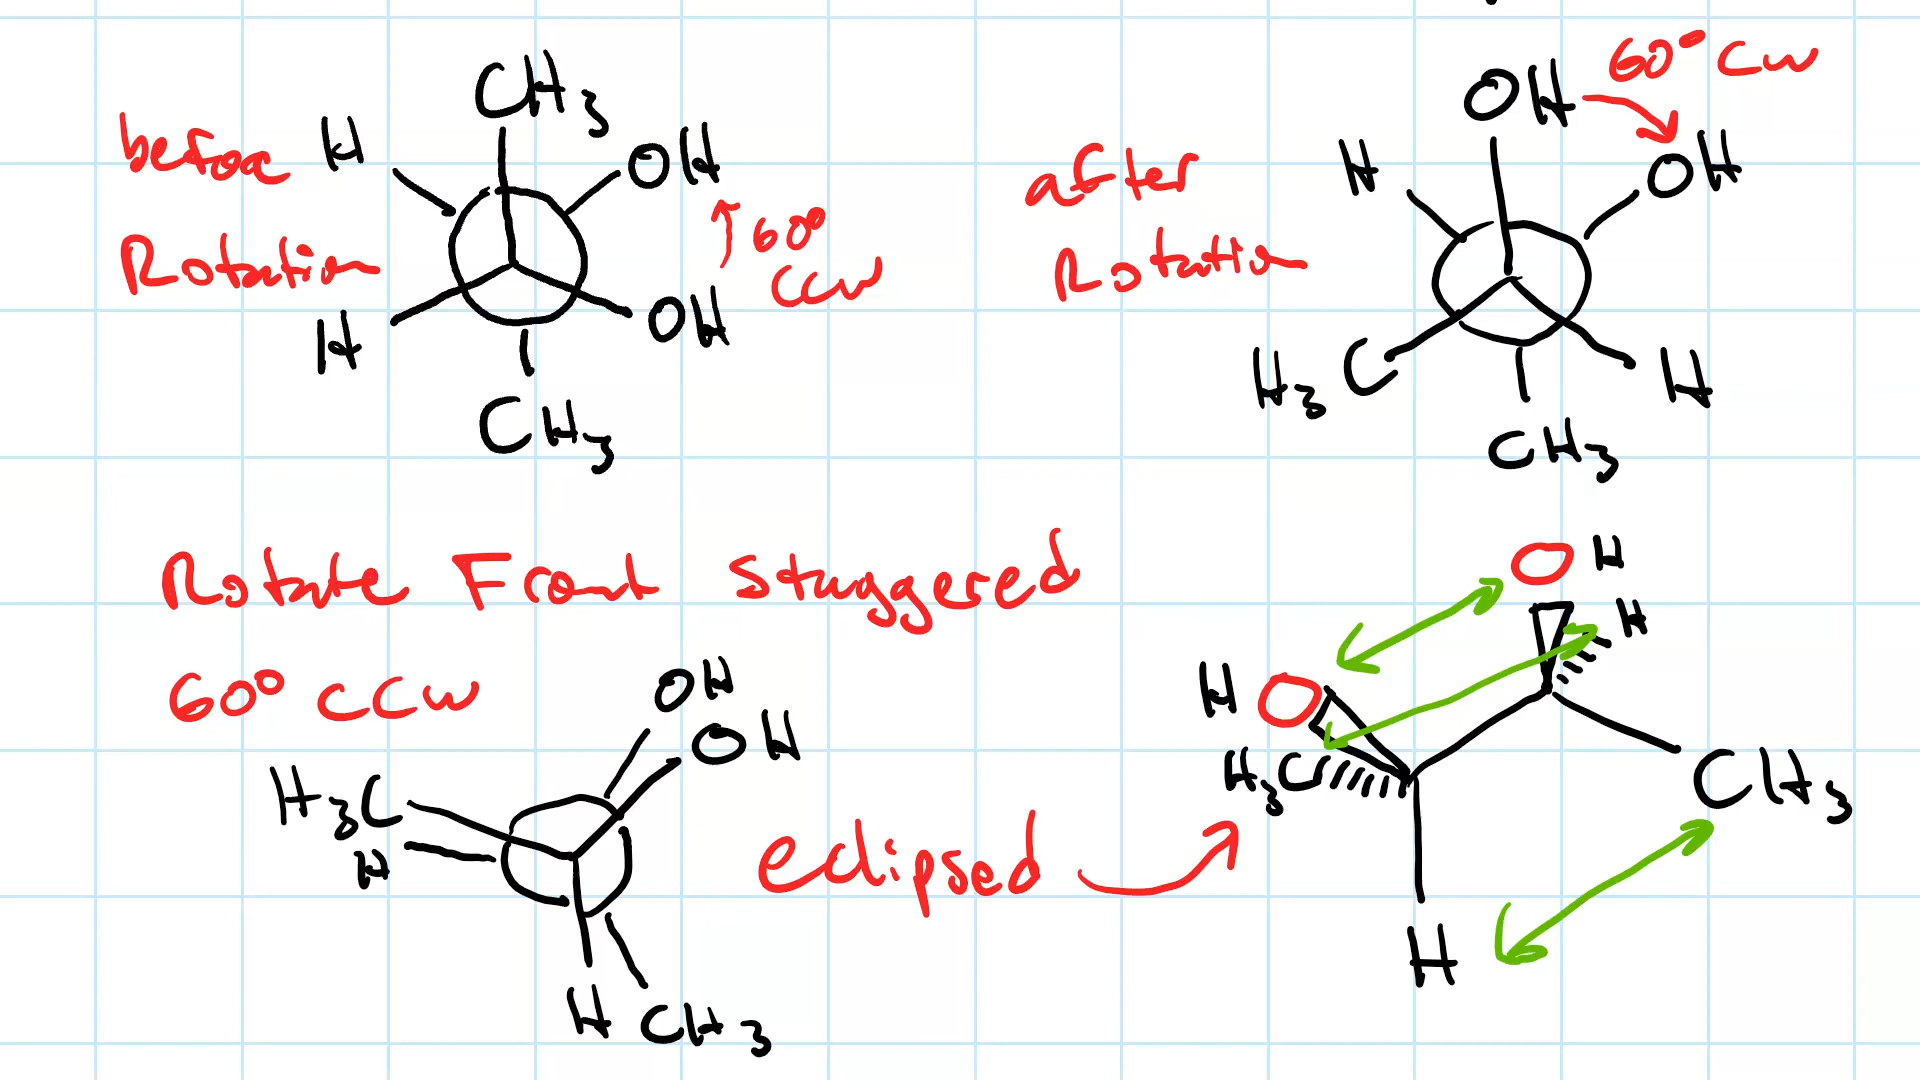 CH3
before H OH
Rotation 60° CCW
H OH
CH3
OH 60° CW
after H OH
Rotation
H3C H
CH3
Rotate Front Staggered
60° CCW
OH
OH
H3C
H
H CH3
eclipsed
OH
H
HO
H3C
CH3
H